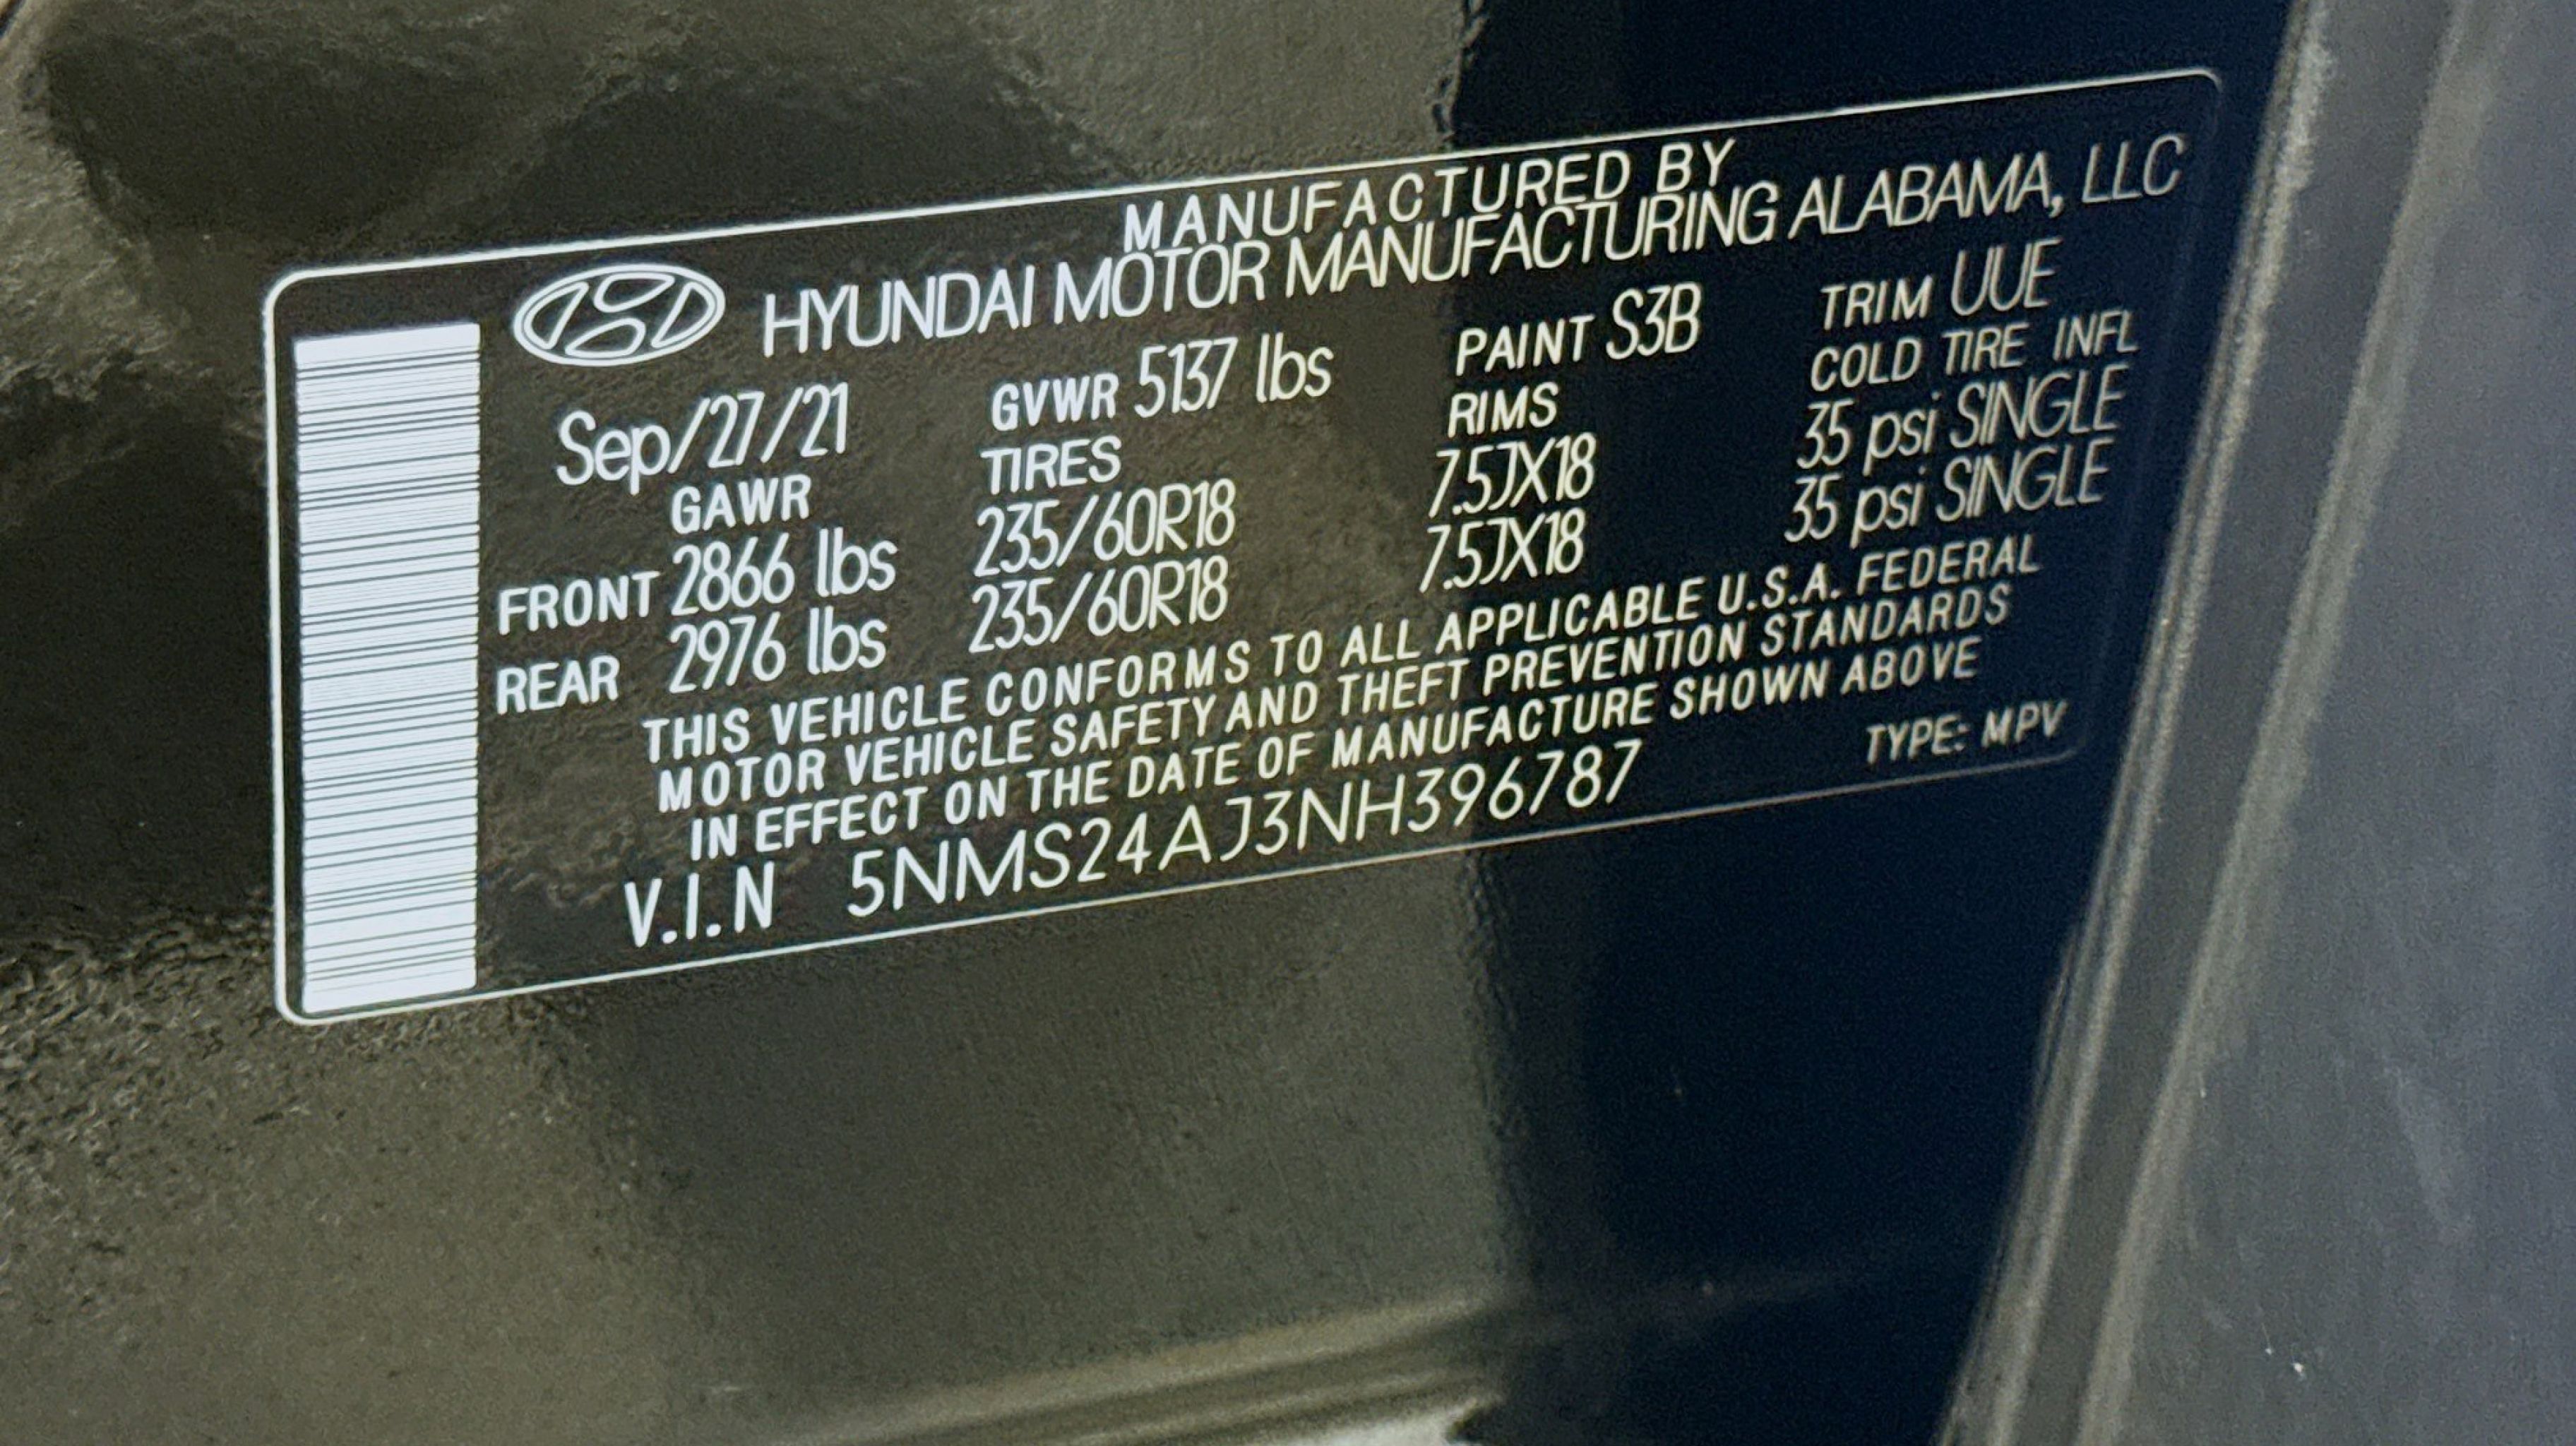 MANUFACTURED BY
HYUNDAI MOTOR MANUFACTURING ALABAMA, LLC
Sep/27/21 GVWR 5137 lbs PAINT S3B TRIM UUE
GAWR TIRES RIMS COLD TIRE INFL
FRONT 2866 lbs 235/60R18 7.5JX18 35 psi SINGLE
REAR 2976 lbs 235/60R18 7.5JX18 35 psi SINGLE
THIS VEHICLE CONFORMS TO ALL APPLICABLE U.S.A. FEDERAL
MOTOR VEHICLE SAFETY AND THEFT PREVENTION STANDARDS
IN EFFECT ON THE DATE OF MANUFACTURE SHOWN ABOVE
V.I.N 5NMS24AJ3NH396787 TYPE: MPV